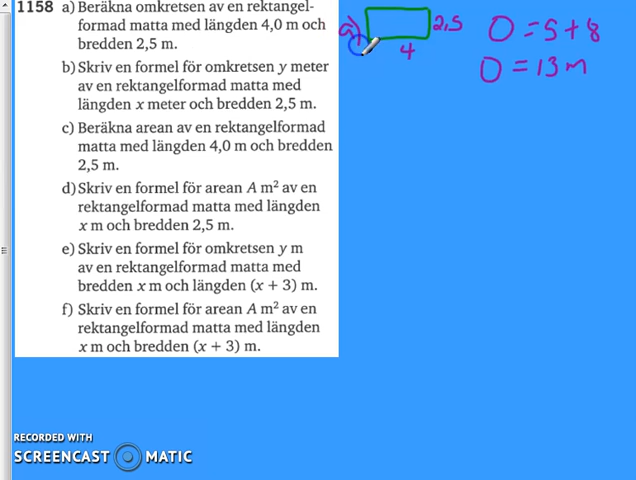 1158 a) Beräkna omkretsen av en rektangel-
formad matta med längden 4,0 m och
bredden 2,5 m.
b) Skriv en formel för omkretsen y meter
av en rektangelformad matta med
längden x meter och bredden 2,5 m.
c) Beräkna arean av en rektangelformad
matta med längden 4,0 m och bredden
2,5 m.
d) Skriv en formel för arean A m² av en
rektangelformad matta med längden
x m och bredden 2,5 m.
e) Skriv en formel för omkretsen y m
av en rektangelformad matta med
bredden x m och längden (x + 3) m.
f) Skriv en formel för arean A m² av en
rektangelformad matta med längden
x m och bredden (x + 3) m.
a)
2,5
4
O = 5 + 8
O = 13 m
RECORDED WITH
SCREENCAST MATIC